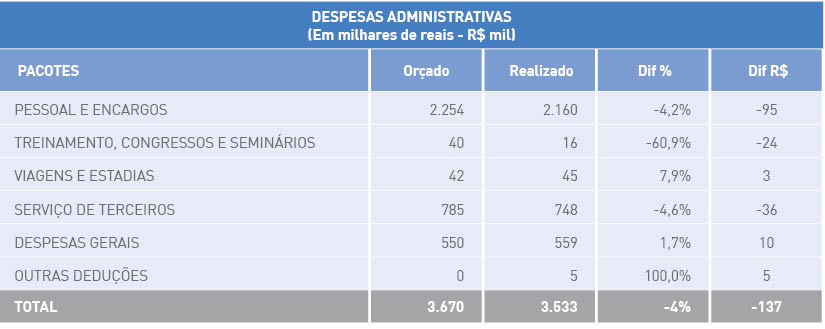 DESPESAS ADMINISTRATIVAS
(Em milhares de reais - R$ mil)
PACOTES Orçado Realizado Dif % Dif R$
PESSOAL E ENCARGOS 2.254 2.160 -4,2% -95
TREINAMENTO, CONGRESSOS E SEMINÁRIOS 40 16 -60,9% -24
VIAGENS E ESTADIAS 42 45 7,9% 3
SERVIÇO DE TERCEIROS 785 748 -4,6% -36
DESPESAS GERAIS 550 559 1,7% 10
OUTRAS DEDUÇÕES 0 5 100,0% 5
TOTAL 3.670 3.533 -4% -137